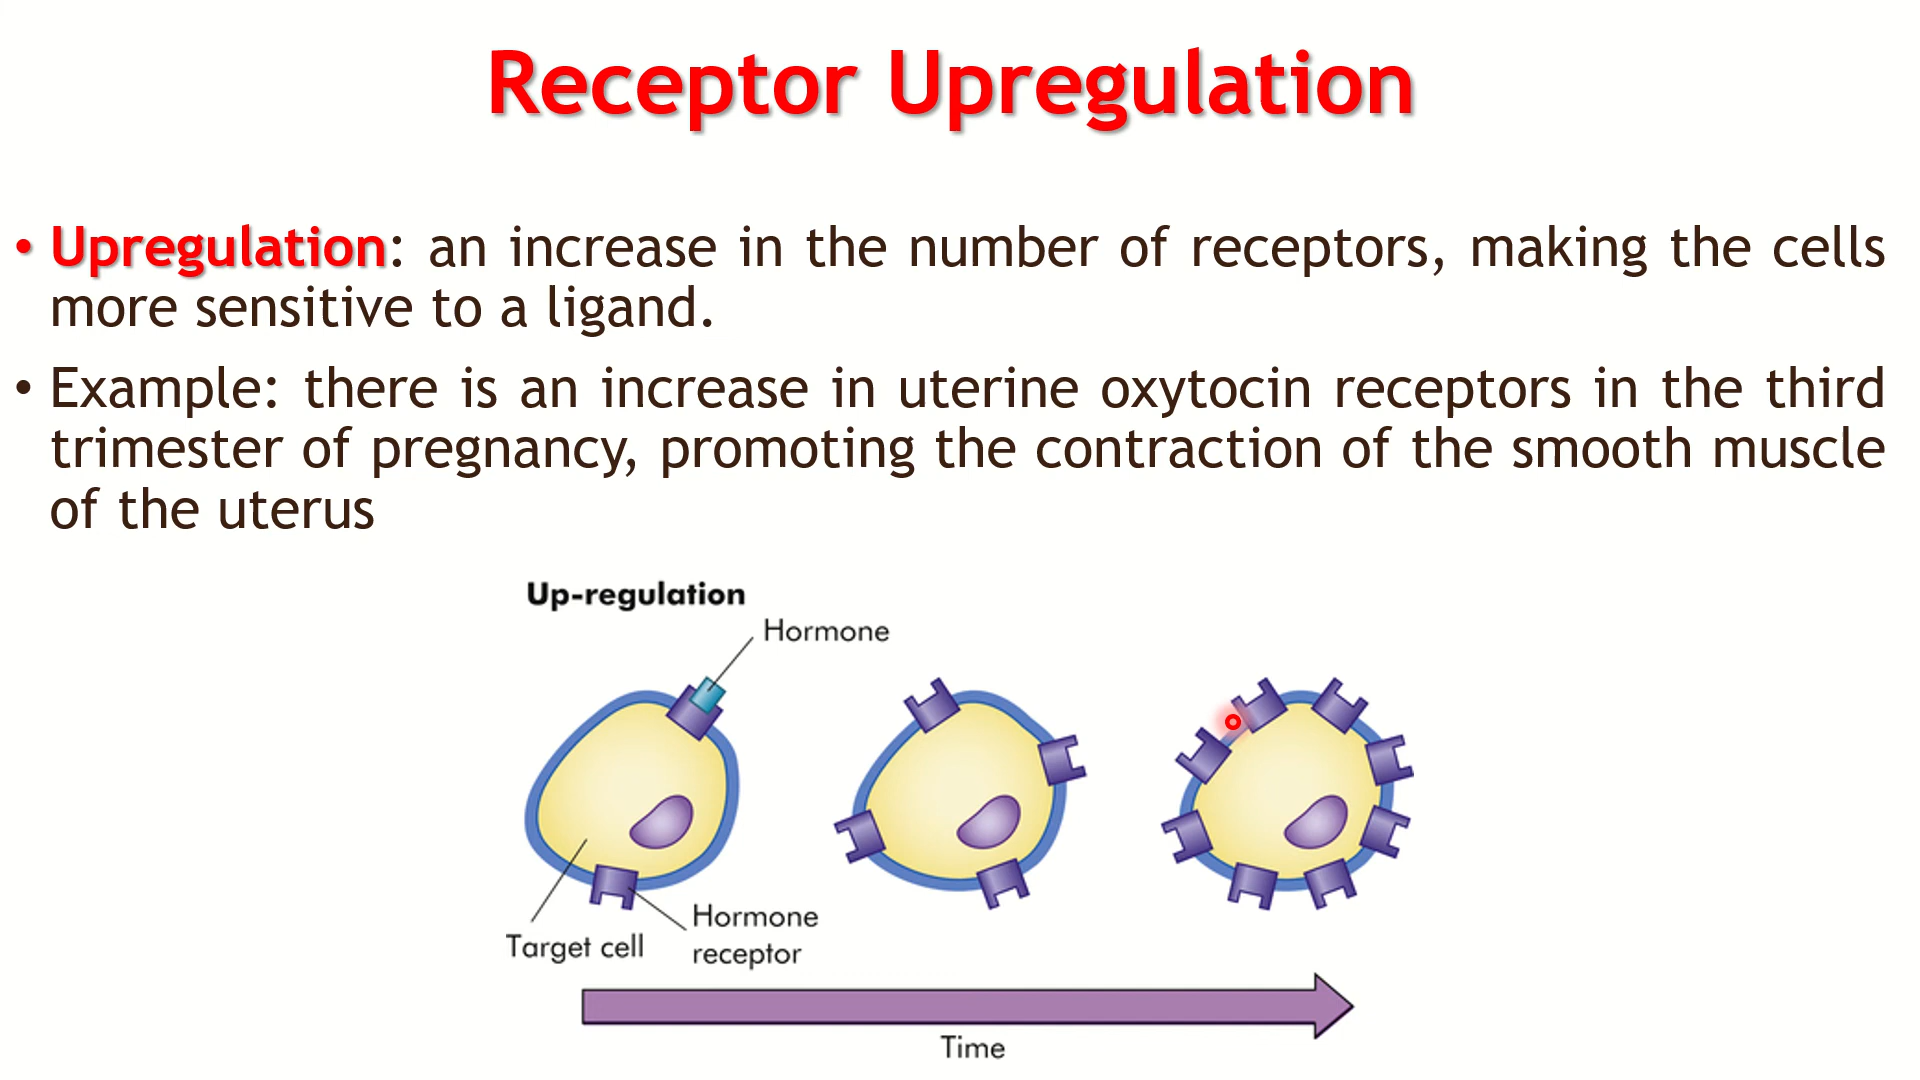 Receptor Upregulation
• Upregulation: an increase in the number of receptors, making the cells
more sensitive to a ligand.
• Example: there is an increase in uterine oxytocin receptors in the third
trimester of pregnancy, promoting the contraction of the smooth muscle
of the uterus
Up-regulation
Hormone
Target cell
Hormone
receptor
Time